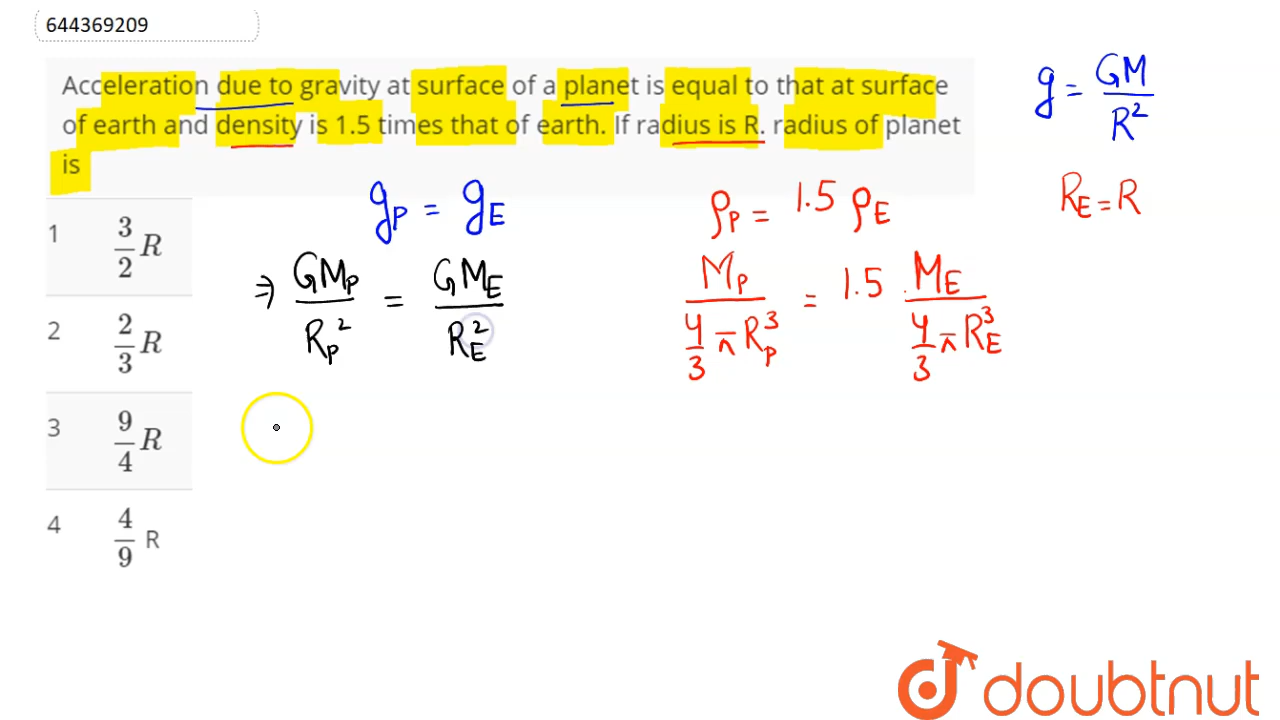 644369209
Acceleration due to gravity at surface of a planet is equal to that at surface
of earth and density is 1.5 times that of earth. If radius is R. radius of planet
is
g = GM/R²
R_E = R
g_P = g_E
ρ_P = 1.5 ρ_E
⇒ GM_P/R_P² = GM_E/R_E²
M_P/(4/3 π R_P³) = 1.5 . M_E/(4/3 π R_E³)
1 3/2 R
2 2/3 R
3 9/4 R
4 4/9 R
doubtnut